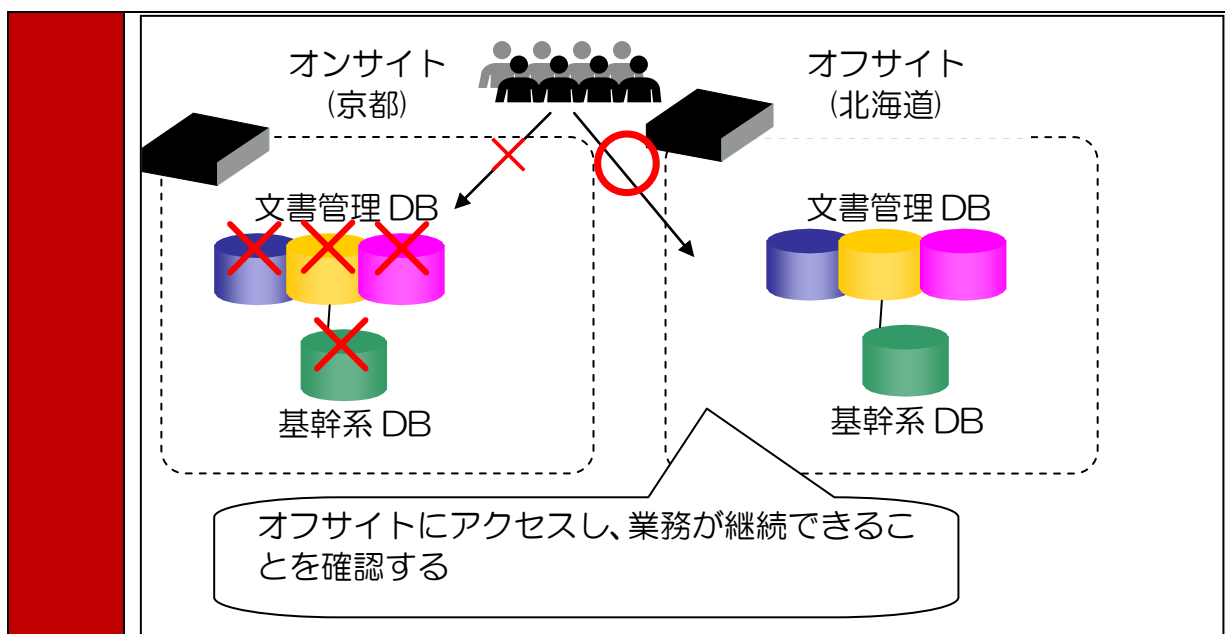 オンサイト
(京都)
オフサイト
(北海道)
文書管理 DB
基幹系 DB
文書管理 DB
基幹系 DB
オフサイトにアクセスし、業務が継続できるこ
とを確認する